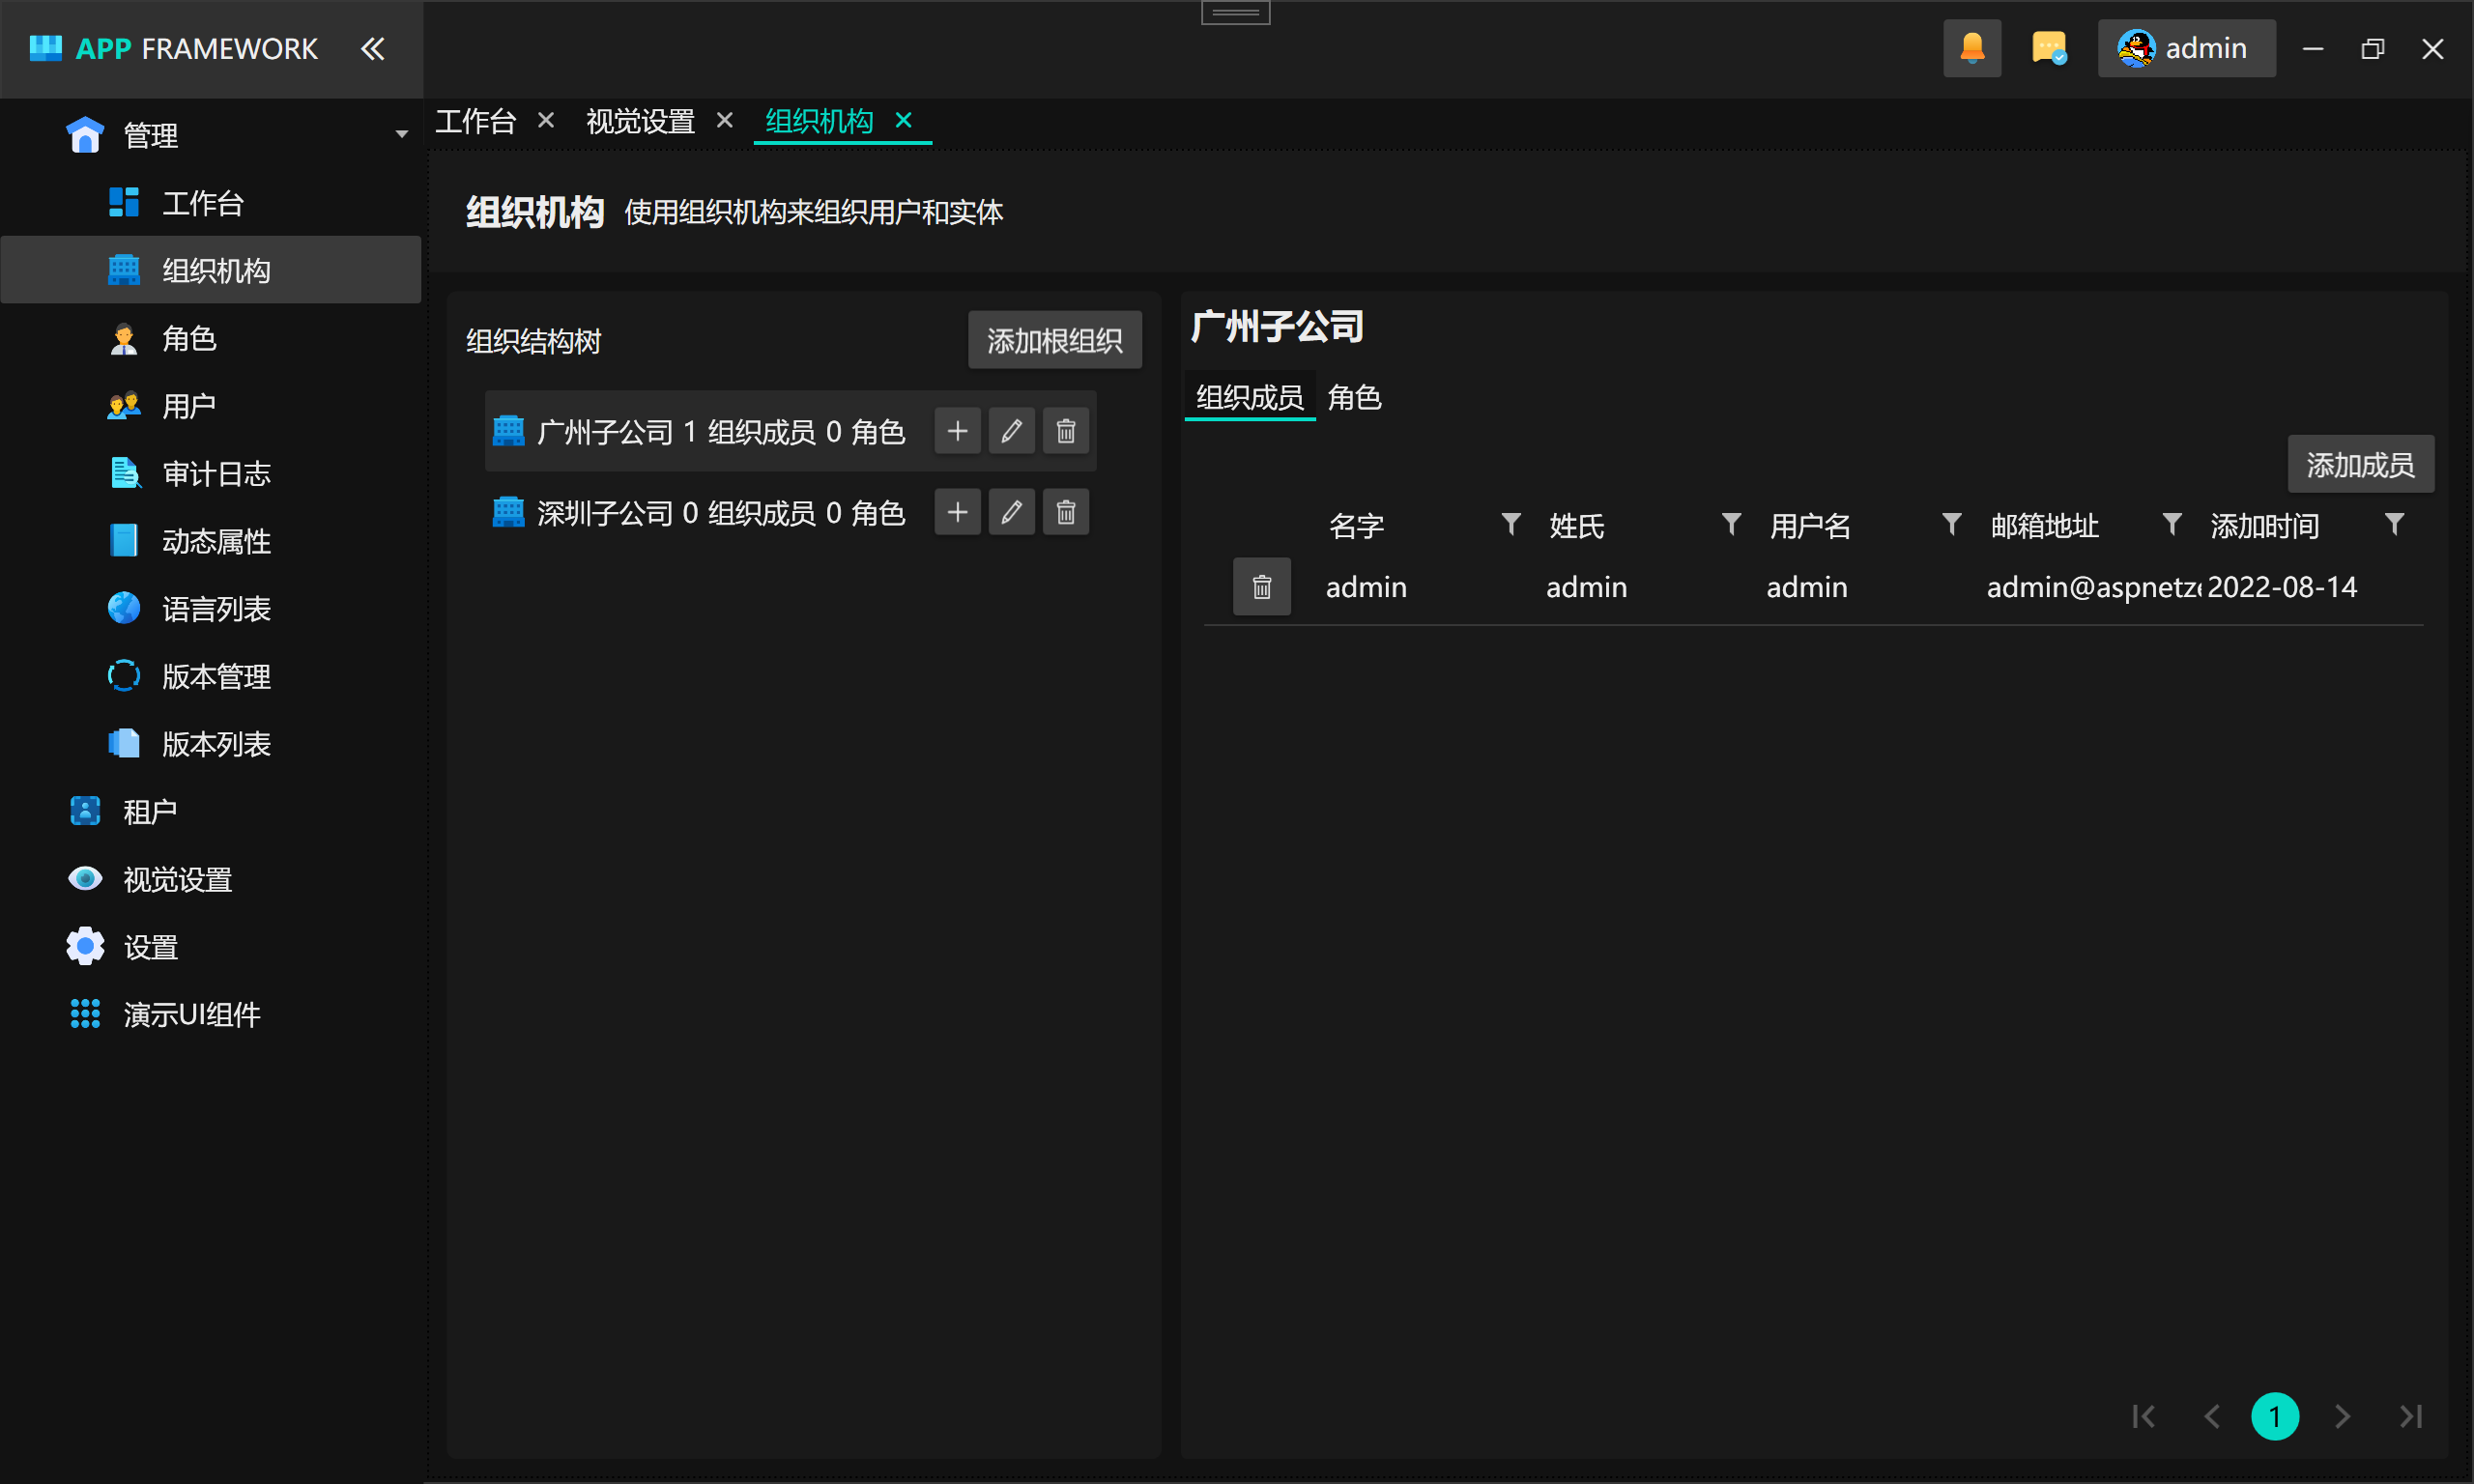 APP FRAMEWORK
admin
管理
工作台
组织机构
角色
用户
审计日志
动态属性
语言列表
版本管理
版本列表
租户
视觉设置
设置
演示UI组件
工作台 视觉设置 组织机构
组织机构 使用组织机构来组织用户和实体
组织结构树 添加根组织
广州子公司 1 组织成员 0 角色
深圳子公司 0 组织成员 0 角色
广州子公司
组织成员 角色
添加成员
名字 姓氏 用户名 邮箱地址 添加时间
admin admin admin admin@aspnetz 2022-08-14
1